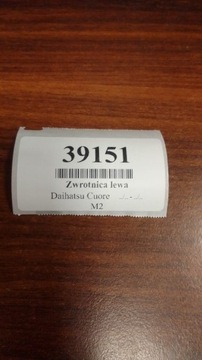 39151
Zwrotnica lewa
Daihatsu Cuore ... - ...
M2